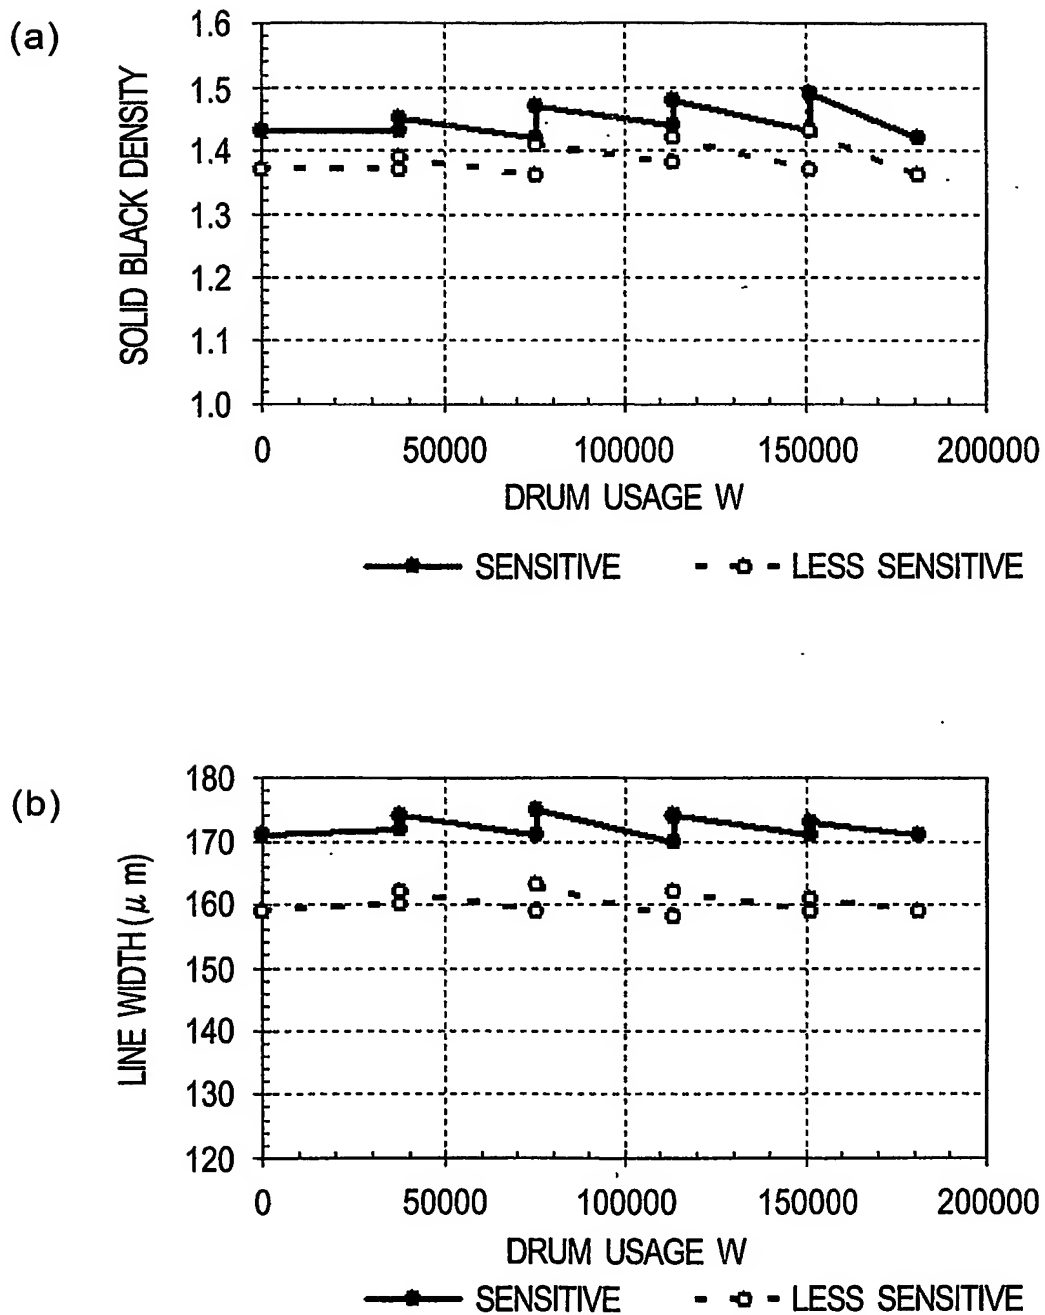 (a)
SOLID BLACK DENSITY
1.6
1.5
1.4
1.3
1.2
1.1
1.0
0 50000 100000 150000 200000
DRUM USAGE W
SENSITIVE LESS SENSITIVE
(b)
LINE WIDTH (μm)
180
170
160
150
140
130
120
0 50000 100000 150000 200000
DRUM USAGE W
SENSITIVE LESS SENSITIVE